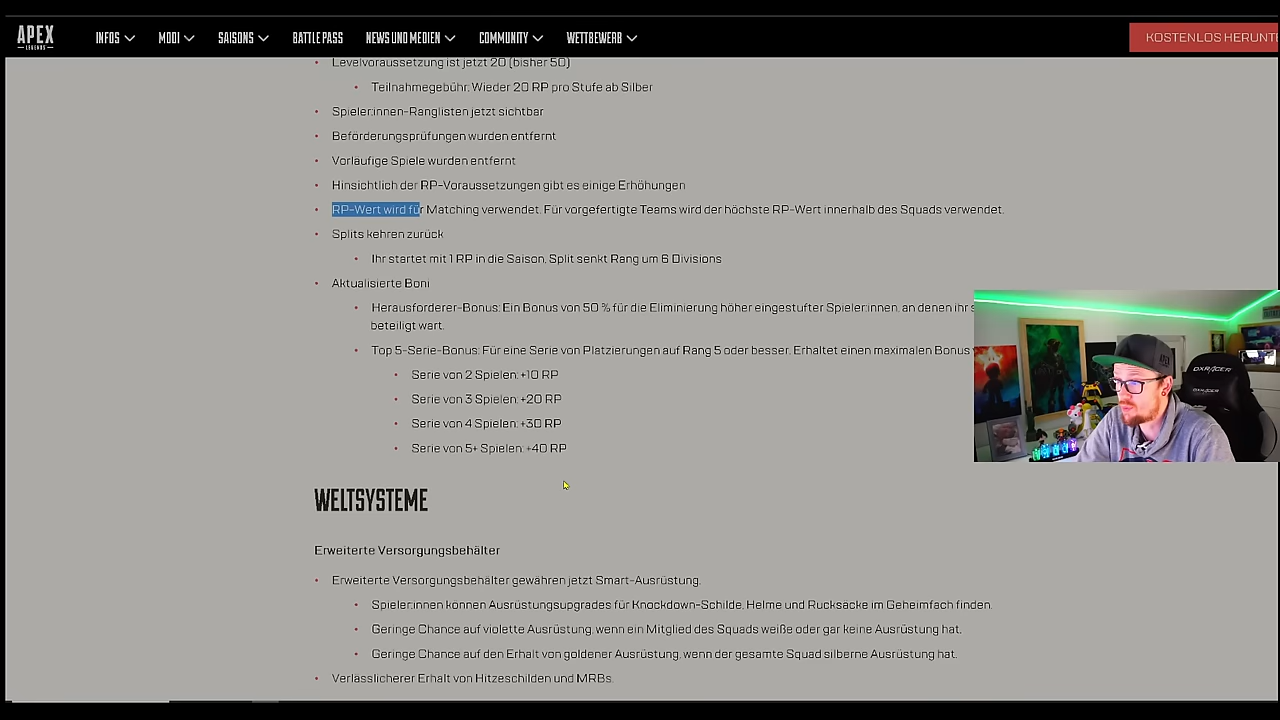 APEX
LEGENDS
INFOS
MODI
SAISONS
BATTLE PASS
NEWS UND MEDIEN
COMMUNITY
WETTBEWERB
KOSTENLOS HERUNT
Levelvoraussetzung ist jetzt 20 (bisher 50)
Teilnahmegebühr: Wieder 20 RP pro Stufe ab Silber
Spieler:innen-Ranglisten jetzt sichtbar
Beförderungsprüfungen wurden entfernt
Vorläufige Spiele wurden entfernt
Hinsichtlich der RP-Voraussetzungen gibt es einige Erhöhungen
RP-Wert wird für Matching verwendet. Für vorgefertigte Teams wird der höchste RP-Wert innerhalb des Squads verwendet.
Splits kehren zurück
Ihr startet mit 1 RP in die Saison. Split senkt Rang um 6 Divisions
Aktualisierte Boni
Herausforderer-Bonus: Ein Bonus von 50 % für die Eliminierung höher eingestufter Spieler:innen, an denen ihr
beteiligt wart.
Top 5-Serie-Bonus: Für eine Serie von Platzierungen auf Rang 5 oder besser. Erhaltet einen maximalen Bonus
Serie von 2 Spielen: +10 RP
Serie von 3 Spielen: +20 RP
Serie von 4 Spielen: +30 RP
Serie von 5+ Spielen: +40 RP
WELTSYSTEME
Erweiterte Versorgungsbehälter
Erweiterte Versorgungsbehälter gewähren jetzt Smart-Ausrüstung.
Spieler:innen können Ausrüstungsupgrades für Knockdown-Schilde, Helme und Rucksäcke im Geheimfach finden.
Geringe Chance auf violette Ausrüstung, wenn ein Mitglied des Squads weiße oder gar keine Ausrüstung hat.
Geringe Chance auf den Erhalt von goldener Ausrüstung, wenn der gesamte Squad silberne Ausrüstung hat.
Verlässlicherer Erhalt von Hitzeschilden und MRBs.
DXRACER